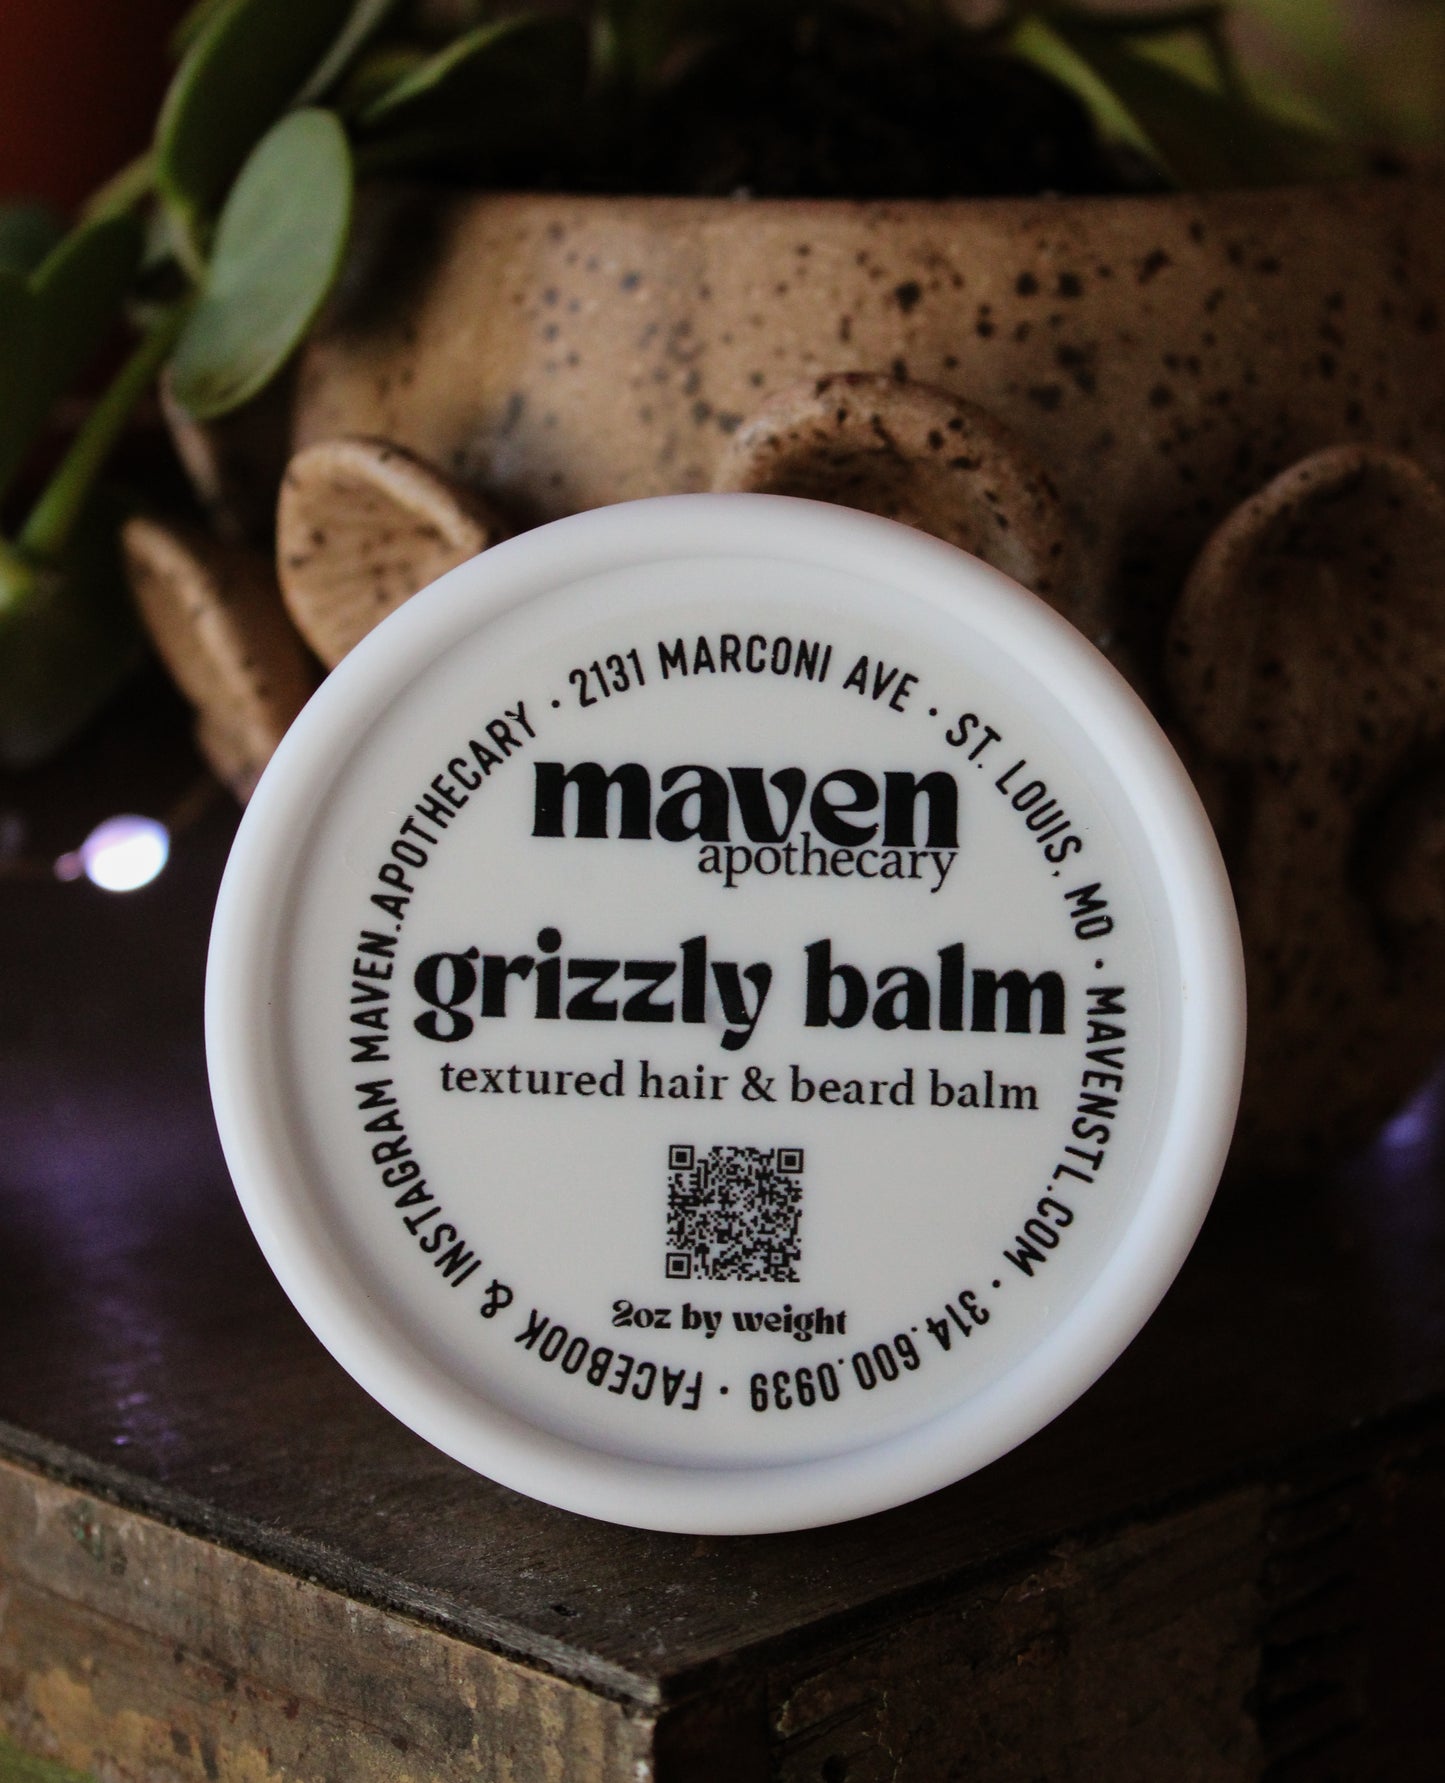 2131 MARCONI AVE · ST. LOUIS, MO · MAVENSTL.COM · 314.600.0939 · FACEBOOK & INSTAGRAM MAVEN.APOTHECARY ·
maven
apothecary
grizzly balm
textured hair & beard balm
2oz by weight